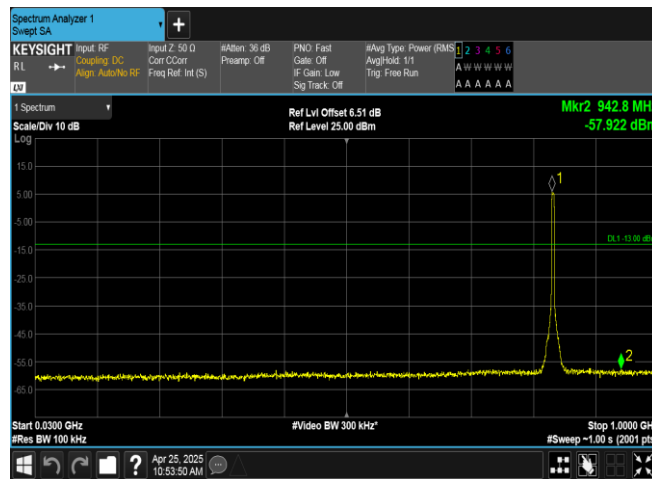 Spectrum Analyzer 1
Swept SA
+
KEYSIGHT Input: RF Input Z: 50 Ω #Atten: 36 dB PNO: Fast #Avg Type: Power (RMS 1 2 3 4 5 6
RL Coupling: DC Corr CCorr Preamp: Off Gate: Off Avg|Hold: 1/1 A W W W W W
Align: Auto/No RF Freq Ref: Int (S) IF Gain: Low Trig: Free Run
Sig Track: Off A A A A A A
LXI
1 Spectrum Ref Lvl Offset 6.51 dB Mkr2 942.8 MH
Scale/Div 10 dB Ref Level 25.00 dBm -57.922 dBm
Log
1
15.0
5.00
-5.00
DL1 -13.00 dB
-15.0
-25.0
-35.0
-45.0
2
-55.0
-65.0
Start 0.0300 GHz #Video BW 300 kHz* Stop 1.0000 GH
#Res BW 100 kHz #Sweep ~1.00 s (2001 pts
? Apr 25, 2025
10:53:50 AM